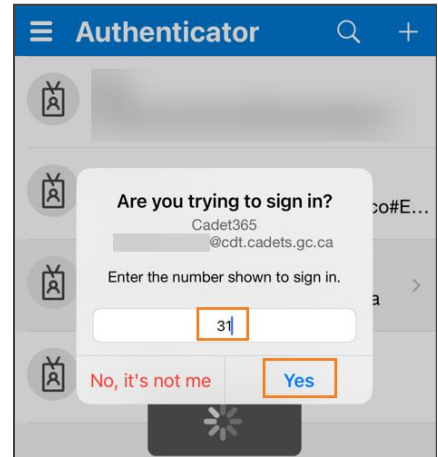 Authenticator
Are you trying to sign in?
Cadet365
@cdt.cadets.gc.ca
co#E...
Enter the number shown to sign in.
a
31
No, it's not me
Yes